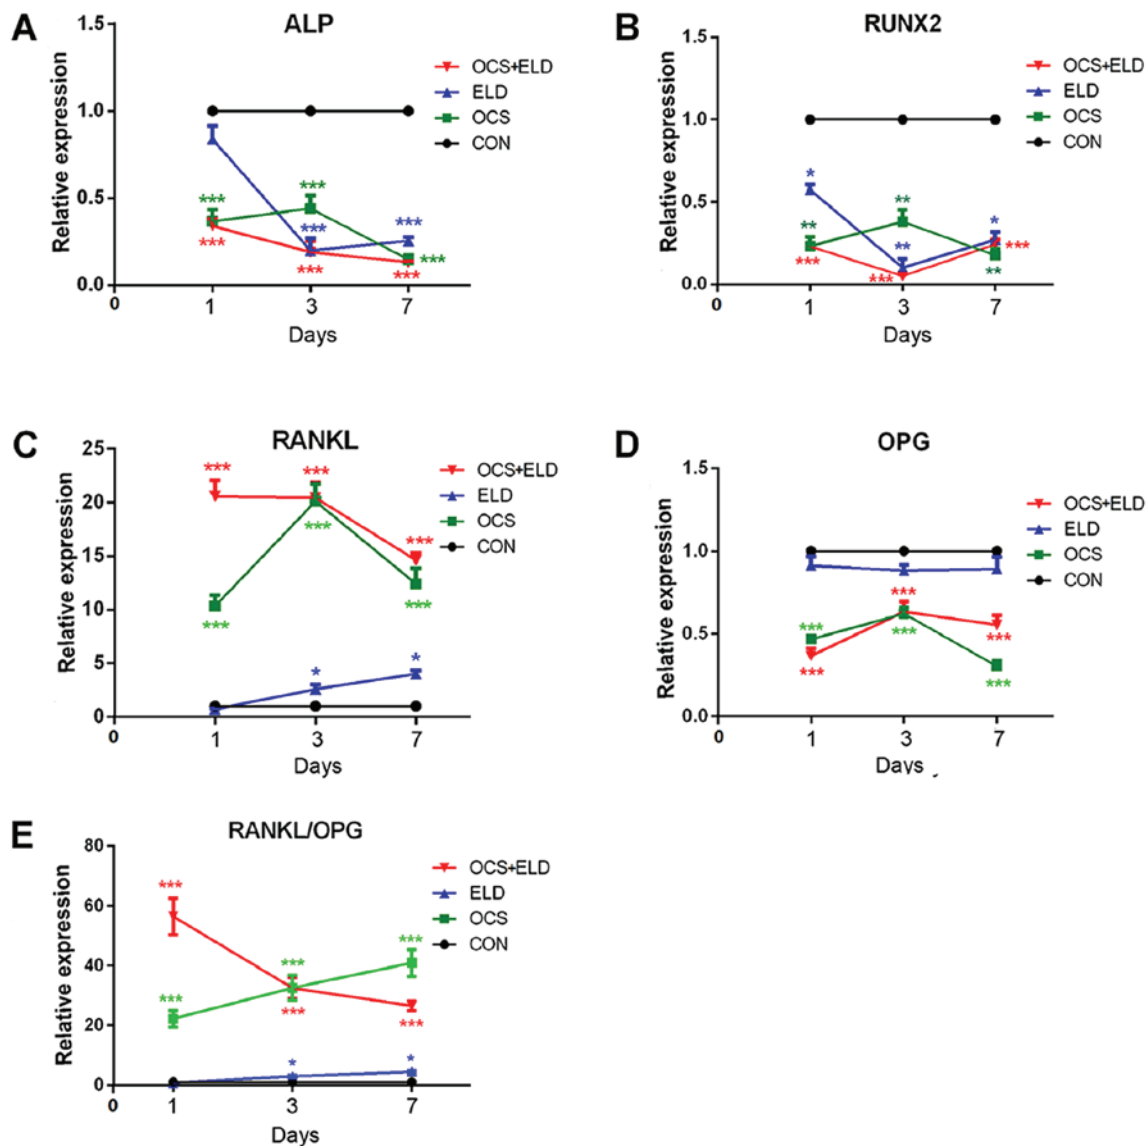 A
ALP
Relative expression
1.5
1.0
0.5
0.0
0
1
3
7
Days
***
***
***
***
***
***
***
***
OCS+ELD
ELD
OCS
CON
B
RUNX2
Relative expression
1.5
1.0
0.5
0.0
0
1
3
7
Days
*
**
***
**
**
***
*
***
**
OCS+ELD
ELD
OCS
CON
C
RANKL
Relative expression
25
20
15
10
5
0
0
1
3
7
Days
***
***
***
***
*
***
***
*
OCS+ELD
ELD
OCS
CON
D
OPG
Relative expression
1.5
1.0
0.5
0.0
0
1
3
7
Days
***
***
***
***
***
***
OCS+ELD
ELD
OCS
CON
E
RANKL/OPG
Relative expression
80
60
40
20
0
0
1
3
7
Days
***
***
***
***
*
***
***
*
OCS+ELD
ELD
OCS
CON